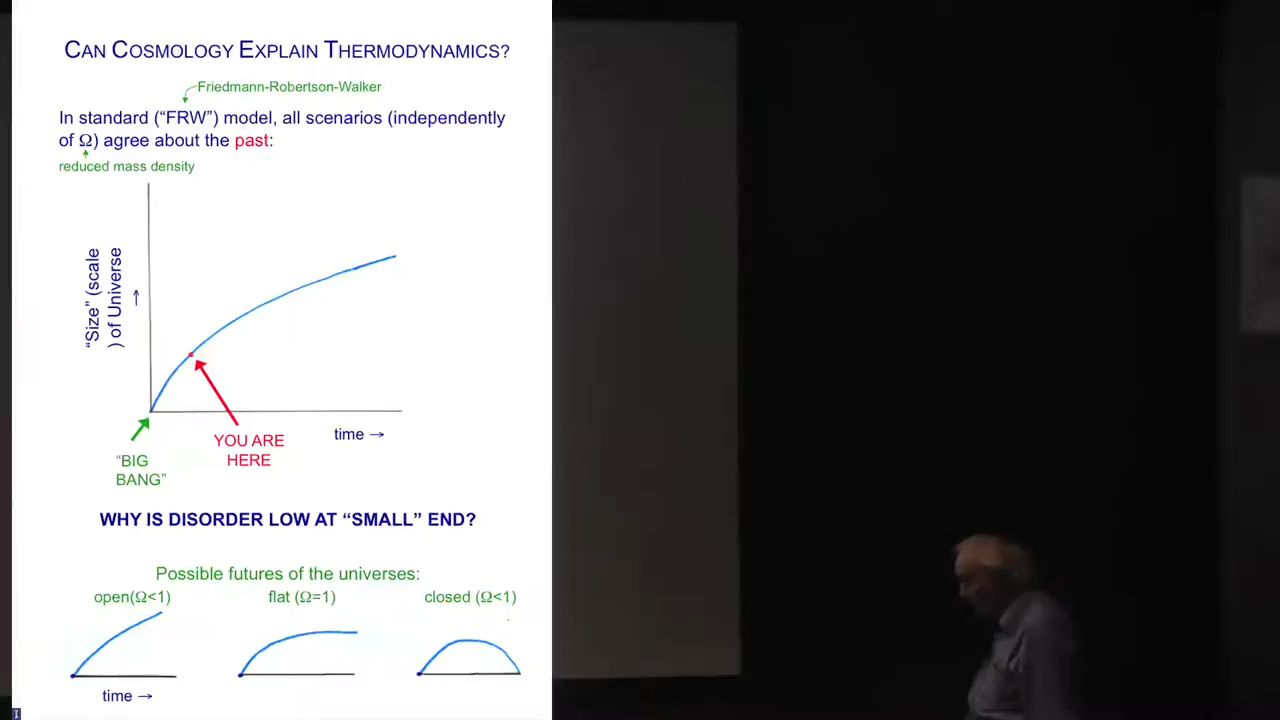 CAN COSMOLOGY EXPLAIN THERMODYNAMICS?
Friedmann-Robertson-Walker
In standard (“FRW”) model, all scenarios (independently
of Ω) agree about the past:
reduced mass density
“Size” (scale
) of Universe
→
time →
YOU ARE
HERE
“BIG
BANG”
WHY IS DISORDER LOW AT “SMALL” END?
Possible futures of the universes:
open(Ω<1)
flat (Ω=1)
closed (Ω<1)
time →